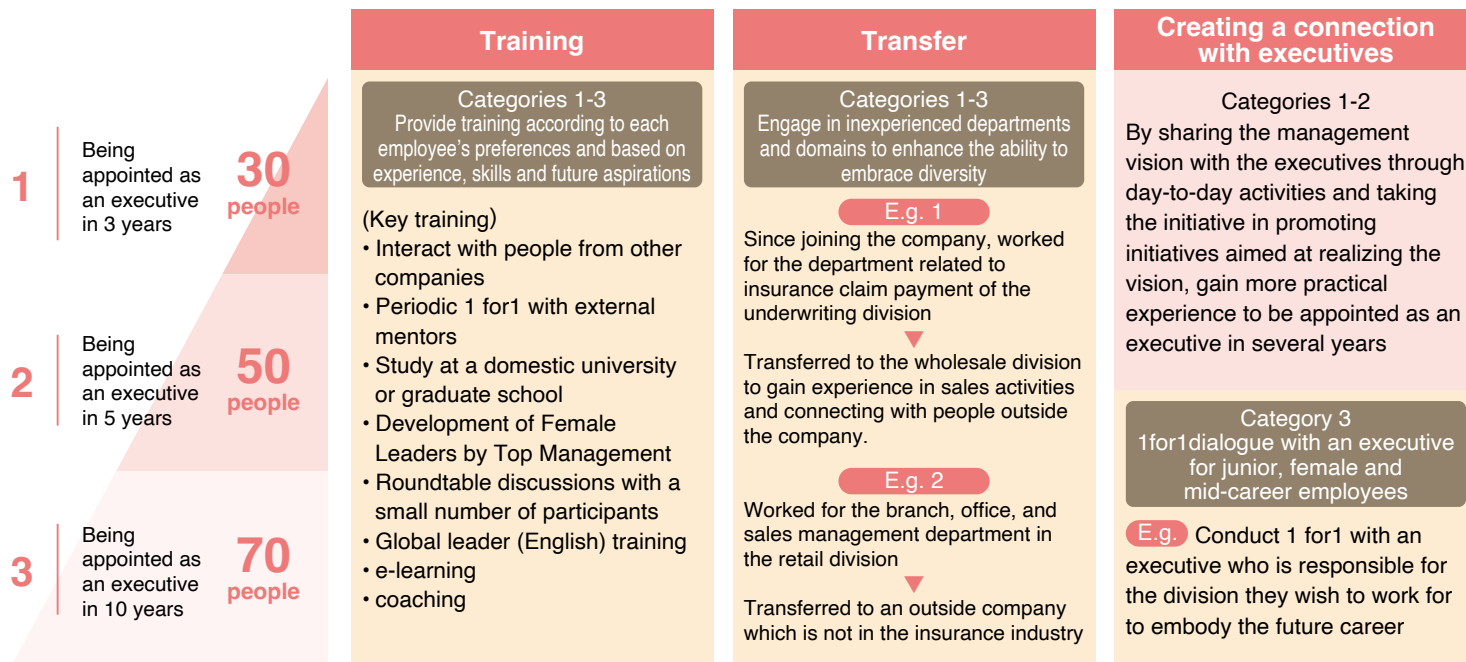 1
Being
appointed as
an executive
in 3 years
30
people
2
Being
appointed as
an executive
in 5 years
50
people
3
Being
appointed as
an executive
in 10 years
70
people
Training
Categories 1-3
Provide training according to each
employee's preferences and based on
experience, skills and future aspirations
(Key training)
• Interact with people from other
companies
• Periodic 1 for1 with external
mentors
• Study at a domestic university
or graduate school
• Development of Female
Leaders by Top Management
• Roundtable discussions with a
small number of participants
• Global leader (English) training
• e-learning
• coaching
Transfer
Categories 1-3
Engage in inexperienced departments
and domains to enhance the ability to
embrace diversity
E.g. 1
Since joining the company, worked
for the department related to
insurance claim payment of the
underwriting division
▼
Transferred to the wholesale division
to gain experience in sales activities
and connecting with people outside
the company.
E.g. 2
Worked for the branch, office, and
sales management department in
the retail division
▼
Transferred to an outside company
which is not in the insurance industry
Creating a connection
with executives
Categories 1-2
By sharing the management
vision with the executives through
day-to-day activities and taking
the initiative in promoting
initiatives aimed at realizing the
vision, gain more practical
experience to be appointed as an
executive in several years
Category 3
1for1dialogue with an executive
for junior, female and
mid-career employees
E.g. Conduct 1 for1 with an
executive who is responsible for
the division they wish to work for
to embody the future career